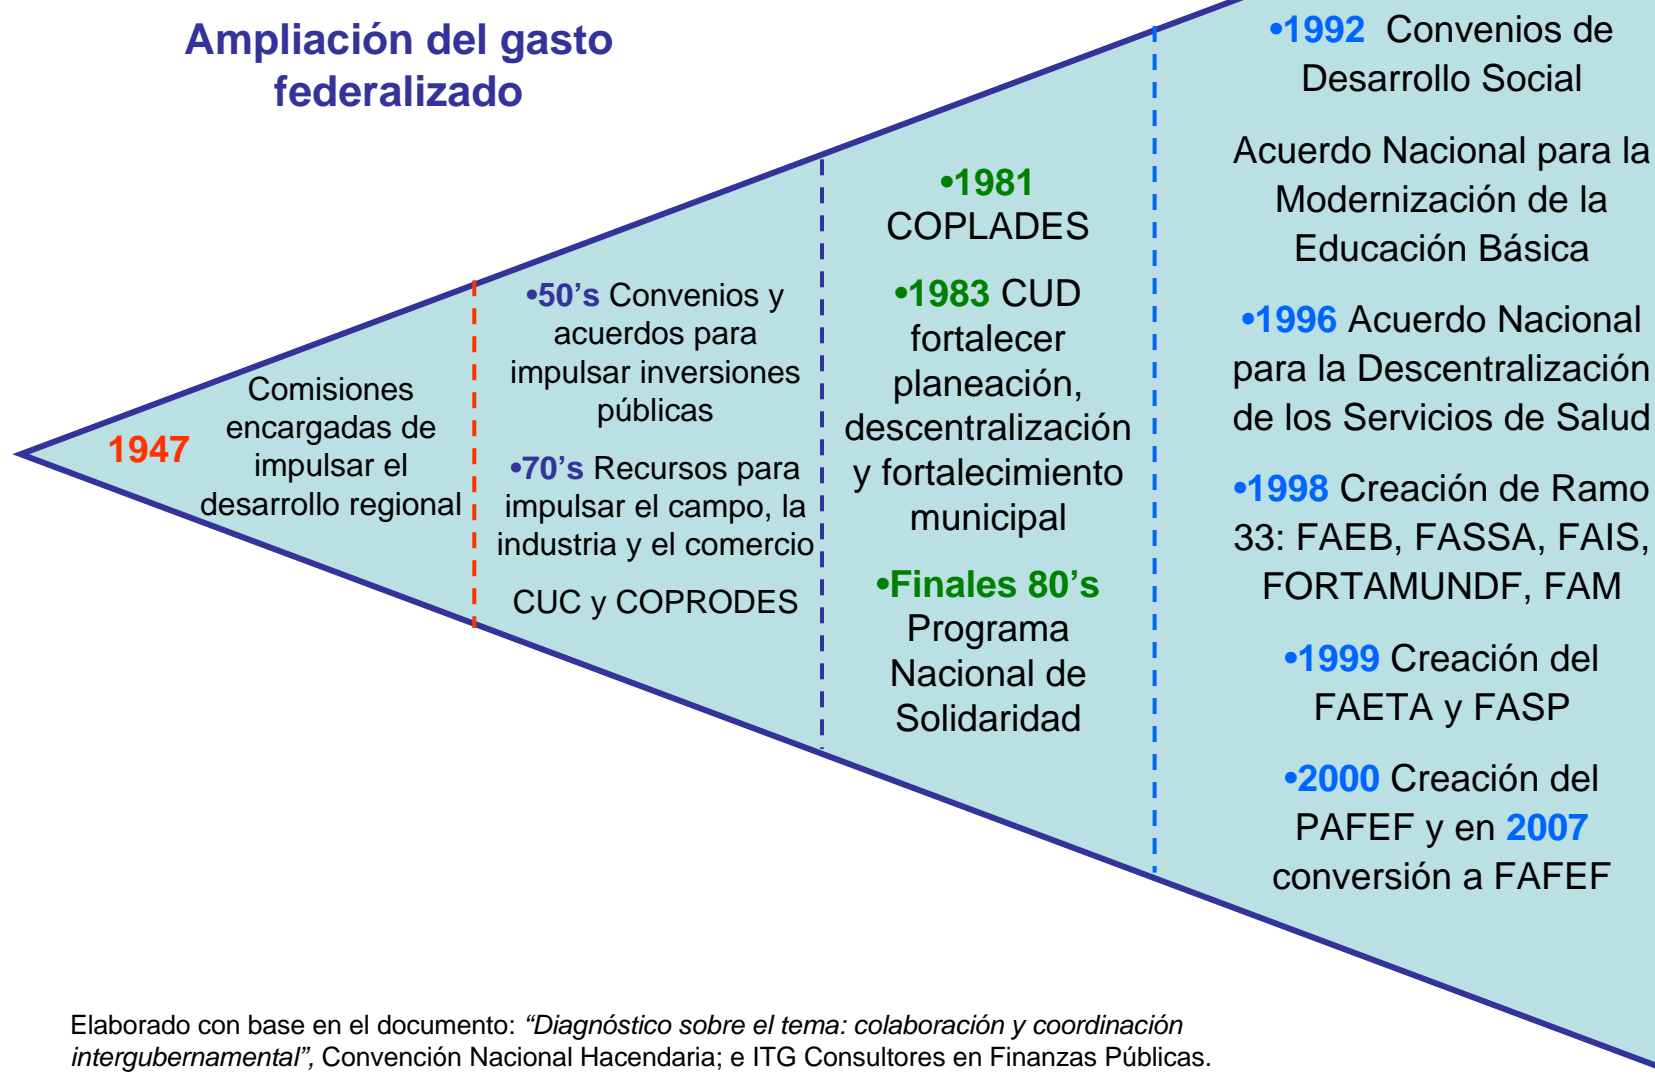 Ampliación del gasto
federalizado
1947
Comisiones
encargadas de
impulsar el
desarrollo regional
•50’s Convenios y
acuerdos para
impulsar inversiones
públicas
•70’s Recursos para
impulsar el campo, la
industria y el comercio
CUC y COPRODES
•1981
COPLADES
•1983 CUD
fortalecer
planeación,
descentralización
y fortalecimiento
municipal
•Finales 80’s
Programa
Nacional de
Solidaridad
•1992 Convenios de
Desarrollo Social
Acuerdo Nacional para la
Modernización de la
Educación Básica
•1996 Acuerdo Nacional
para la Descentralización
de los Servicios de Salud
•1998 Creación de Ramo
33: FAEB, FASSA, FAIS,
FORTAMUNDF, FAM
•1999 Creación del
FAETA y FASP
•2000 Creación del
PAFEF y en 2007
conversión a FAFEF
Elaborado con base en el documento: “Diagnóstico sobre el tema: colaboración y coordinación
intergubernamental”, Convención Nacional Hacendaria; e ITG Consultores en Finanzas Públicas.